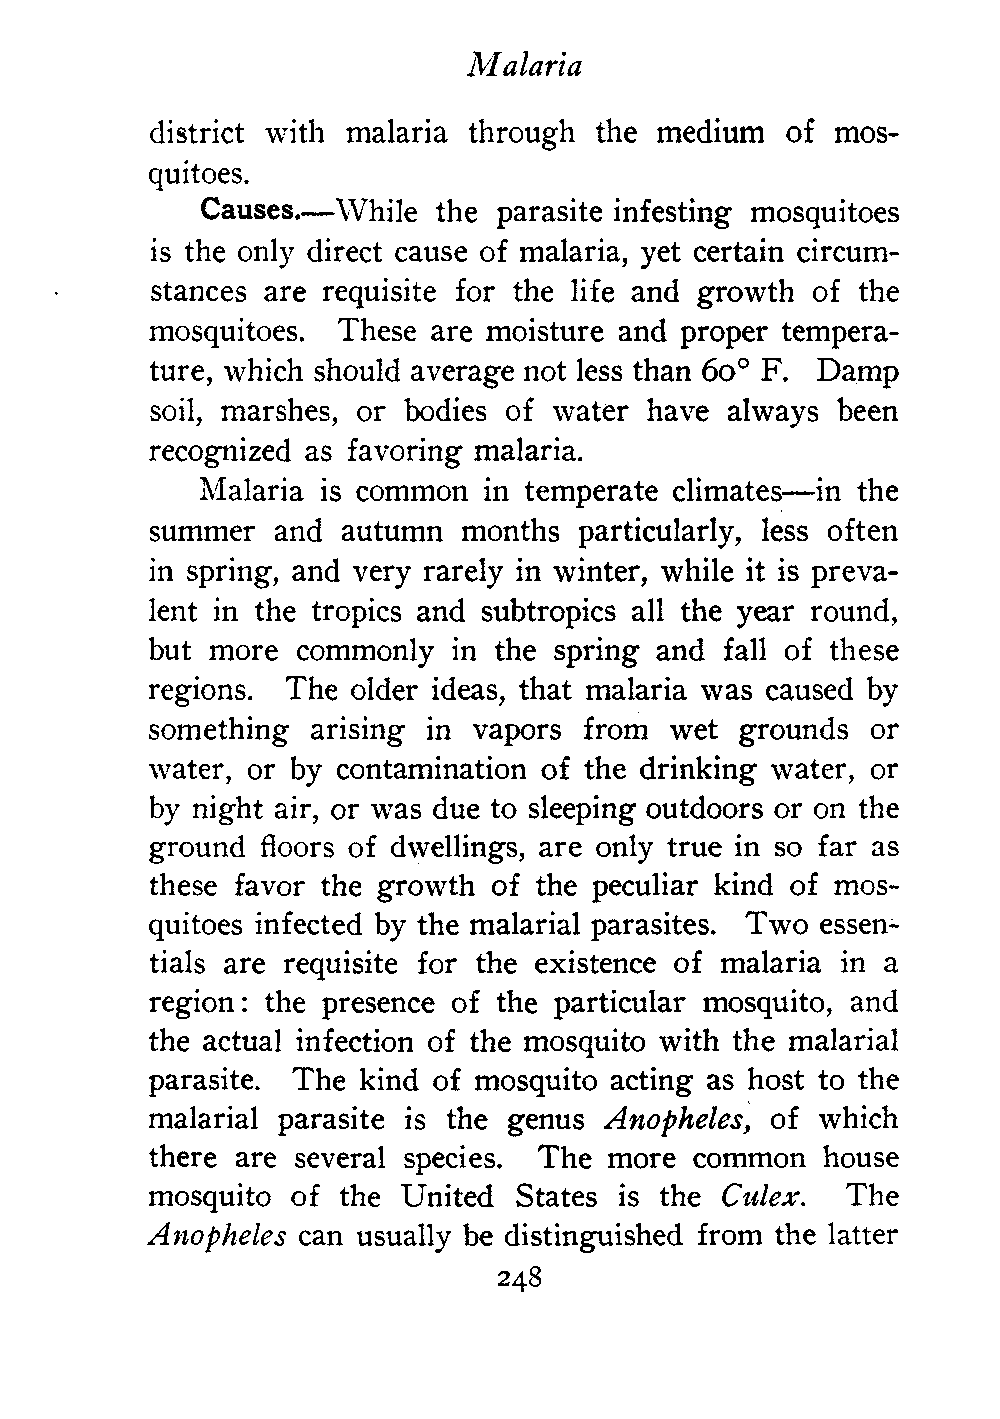 Malaria
district with malaria through the medium of mos-
quitoes.
Causes.—While the parasite infesting mosquitoes
is the only direct cause of malaria, yet certain circum-
stances are requisite for the life and growth of the
mosquitoes. These are moisture and proper tempera-
ture, which should average not less than 60° F. Damp
soil, marshes, or bodies of water have always been
recognized as favoring malaria.
Malaria is common in temperate climates—in the
summer and autumn months particularly, less often
in spring, and very rarely in winter, while it is preva-
lent in the tropics and subtropics all the year round,
but more commonly in the spring and fall of these
regions. The older ideas, that malaria was caused by
something arising in vapors from wet grounds or
water, or by contamination of the drinking water, or
by night air, or was due to sleeping outdoors or on the
ground floors of dwellings, are only true in so far as
these favor the growth of the peculiar kind of mos-
quitoes infected by the malarial parasites. Two essen-
tials are requisite for the existence of malaria in a
region: the presence of the particular mosquito, and
the actual infection of the mosquito with the malarial
parasite. The kind of mosquito acting as host to the
malarial parasite is the genus Anopheles, of which
there are several species. The more common house
mosquito of the United States is the Culex. The
Anopheles can usually be distinguished from the latter
248